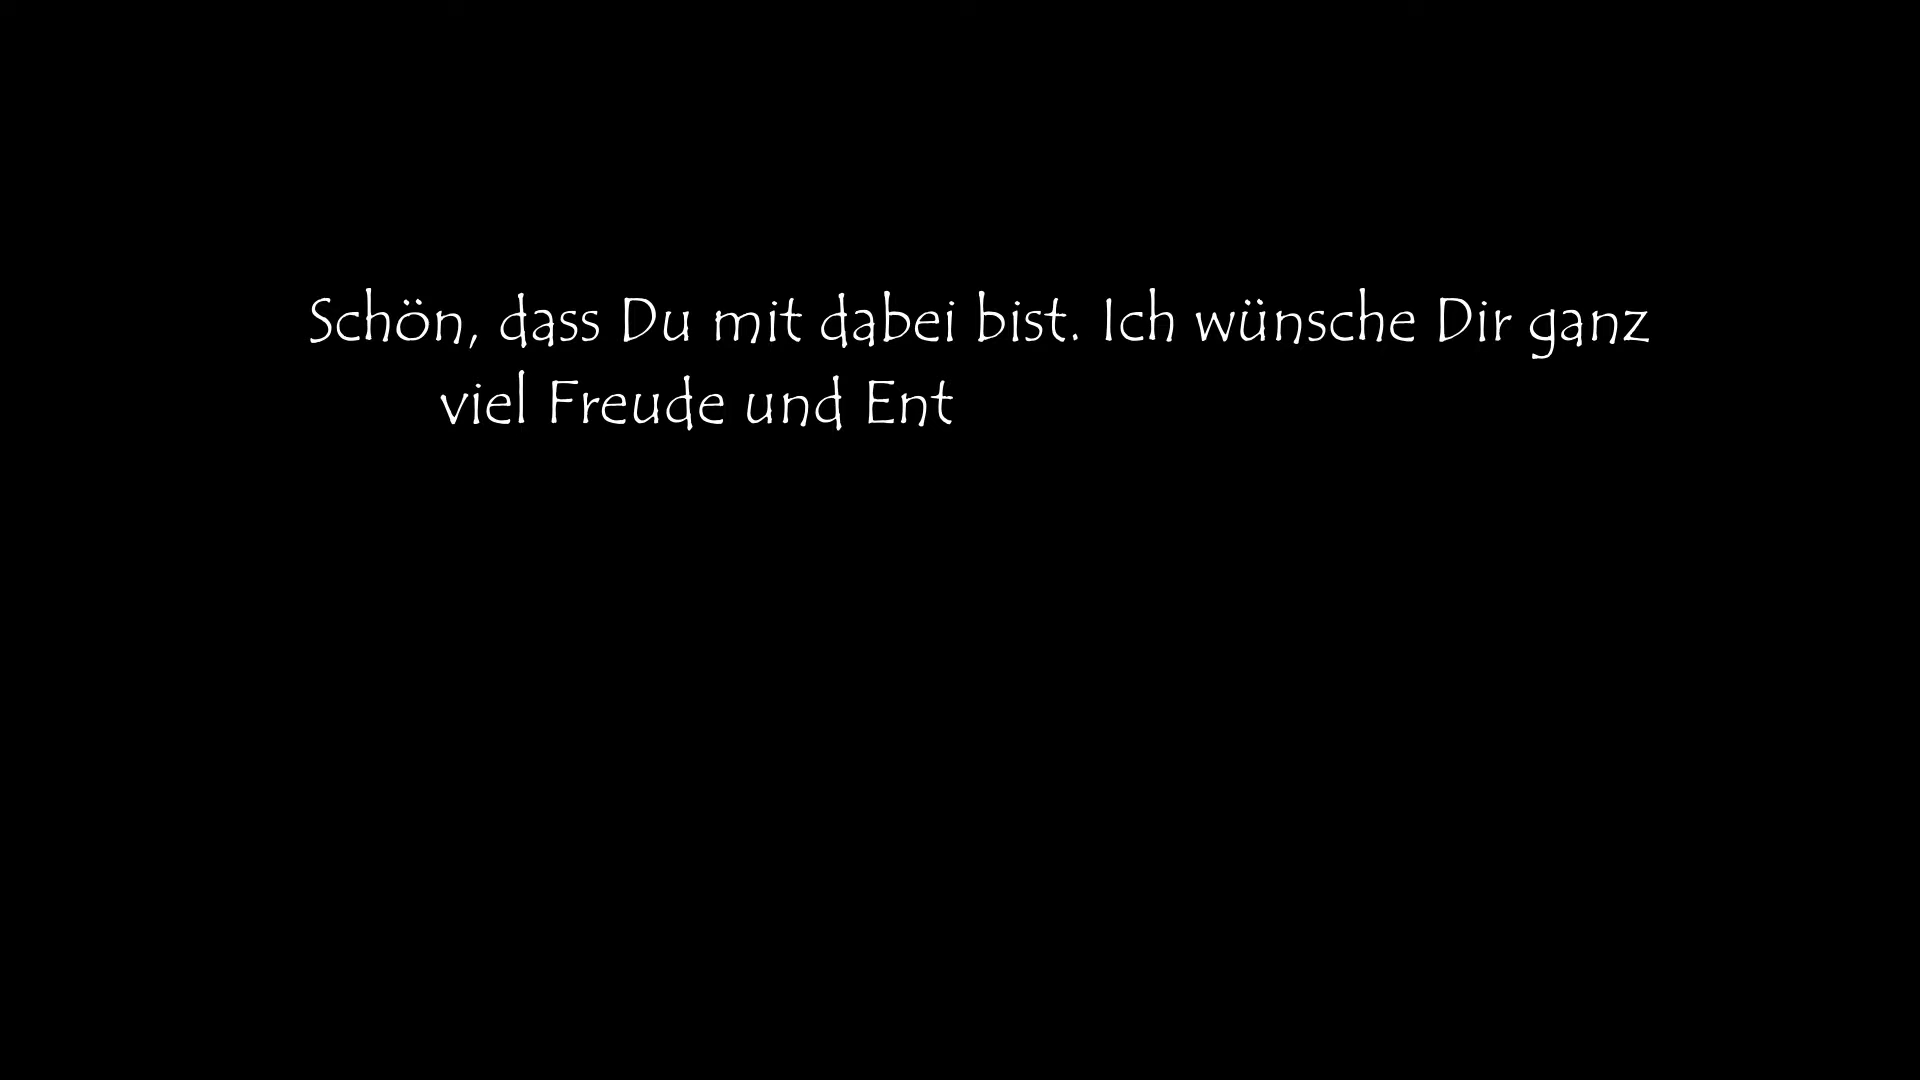 Schön, dass Du mit dabei bist. Ich wünsche Dir ganz
viel Freude und Ent